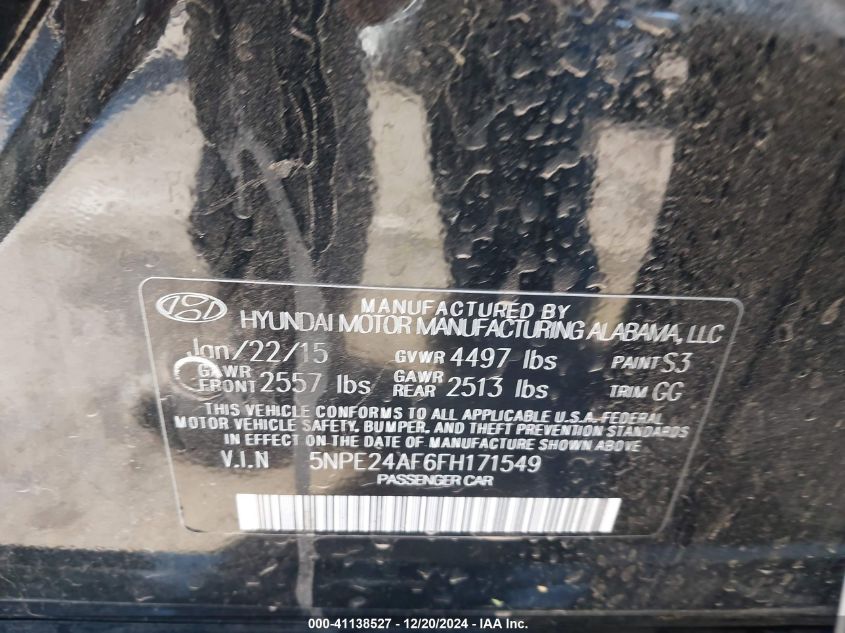 MANUFACTURED BY
HYUNDAI MOTOR MANUFACTURING ALABAMA, LLC
Jan/22/15 GVWR 4497 lbs PAINT S3
GAWR FRONT 2557 lbs GAWR REAR 2513 lbs TRIM GG
THIS VEHICLE CONFORMS TO ALL APPLICABLE U.S.A. FEDERAL
MOTOR VEHICLE SAFETY, BUMPER, AND THEFT PREVENTION STANDARDS
IN EFFECT ON THE DATE OF MANUFACTURE SHOWN ABOVE
V.I.N 5NPE24AF6FH171549
PASSENGER CAR
000-41138527 - 12/20/2024 - IAA Inc.